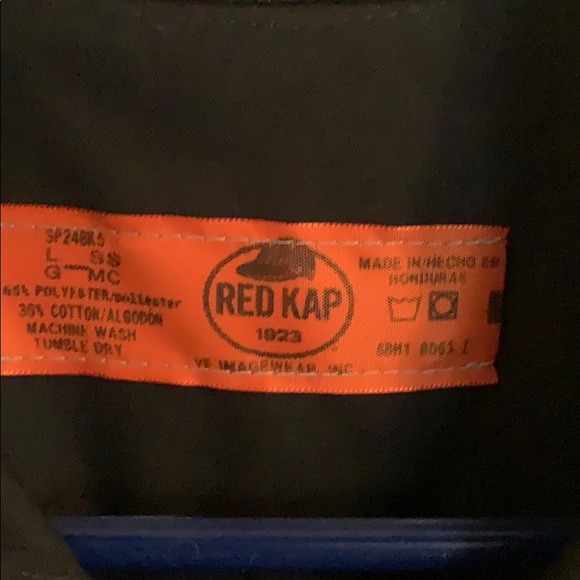 SP24BK5
L SS
G MC
65% POLYESTER/poliester
35% COTTON/ALGODON
MACHINE WASH
TUMBLE DRY
RED KAP
1923
VF IMAGEWEAR, INC.
MADE IN/HECHO EN
HONDURAS